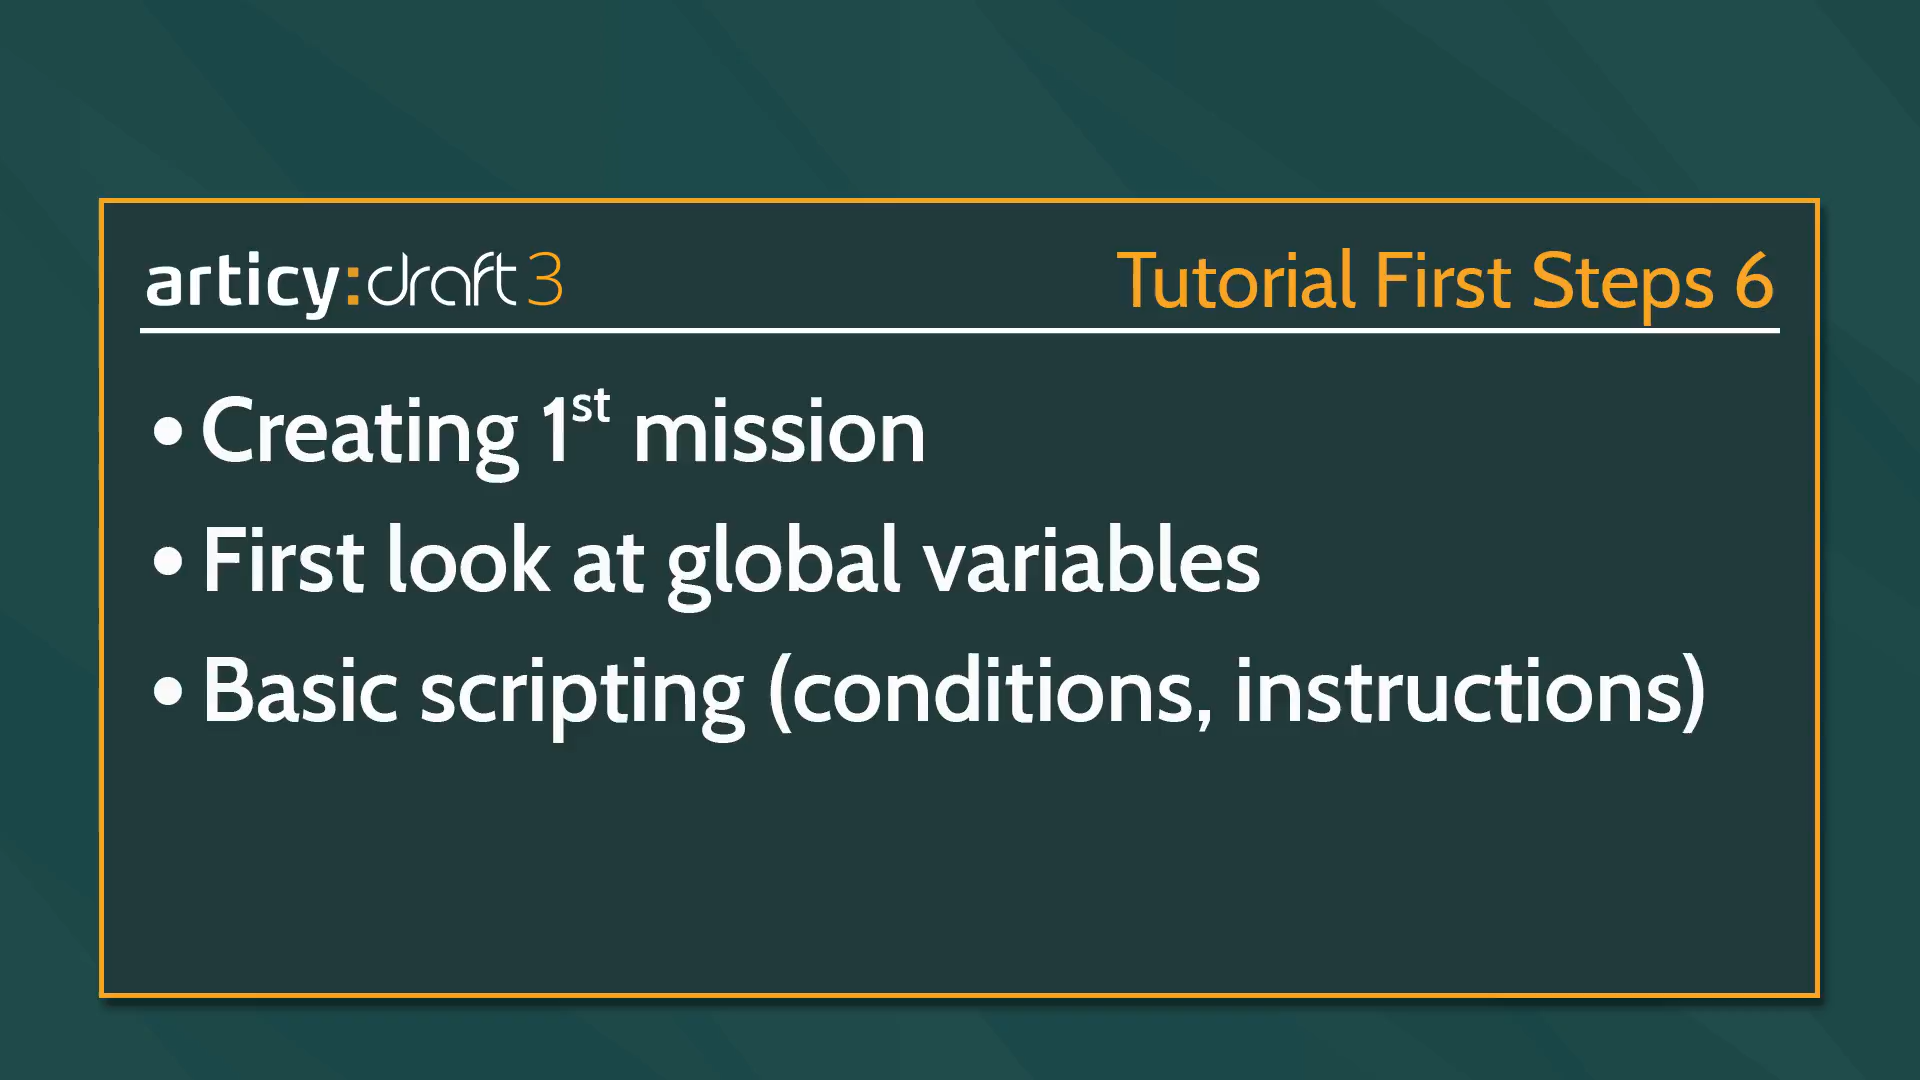 articy:draft 3
Tutorial First Steps 6
• Creating 1st mission
• First look at global variables
• Basic scripting (conditions, instructions)